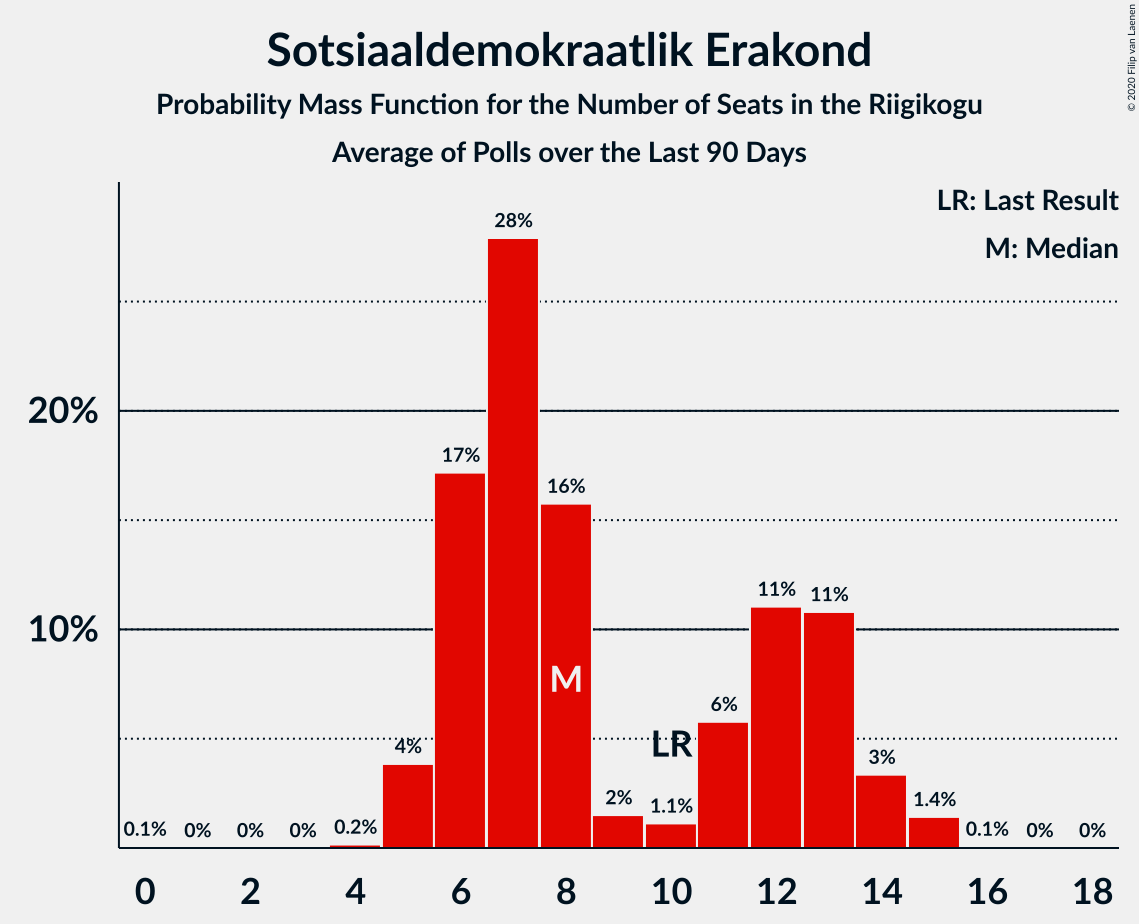 Sotsiaaldemokraatlik Erakond
Probability Mass Function for the Number of Seats in the Riigikogu
Average of Polls over the Last 90 Days
© 2020 Filip van Laenen
LR: Last Result
M: Median
28%
20%
17%
16%
11%
11%
10%
M
6%
LR
4%
3%
2%
1.1%
1.4%
0.1%
0%
0%
0%
0.2%
0.1%
0%
0%
0 2 4 6 8 10 12 14 16 18